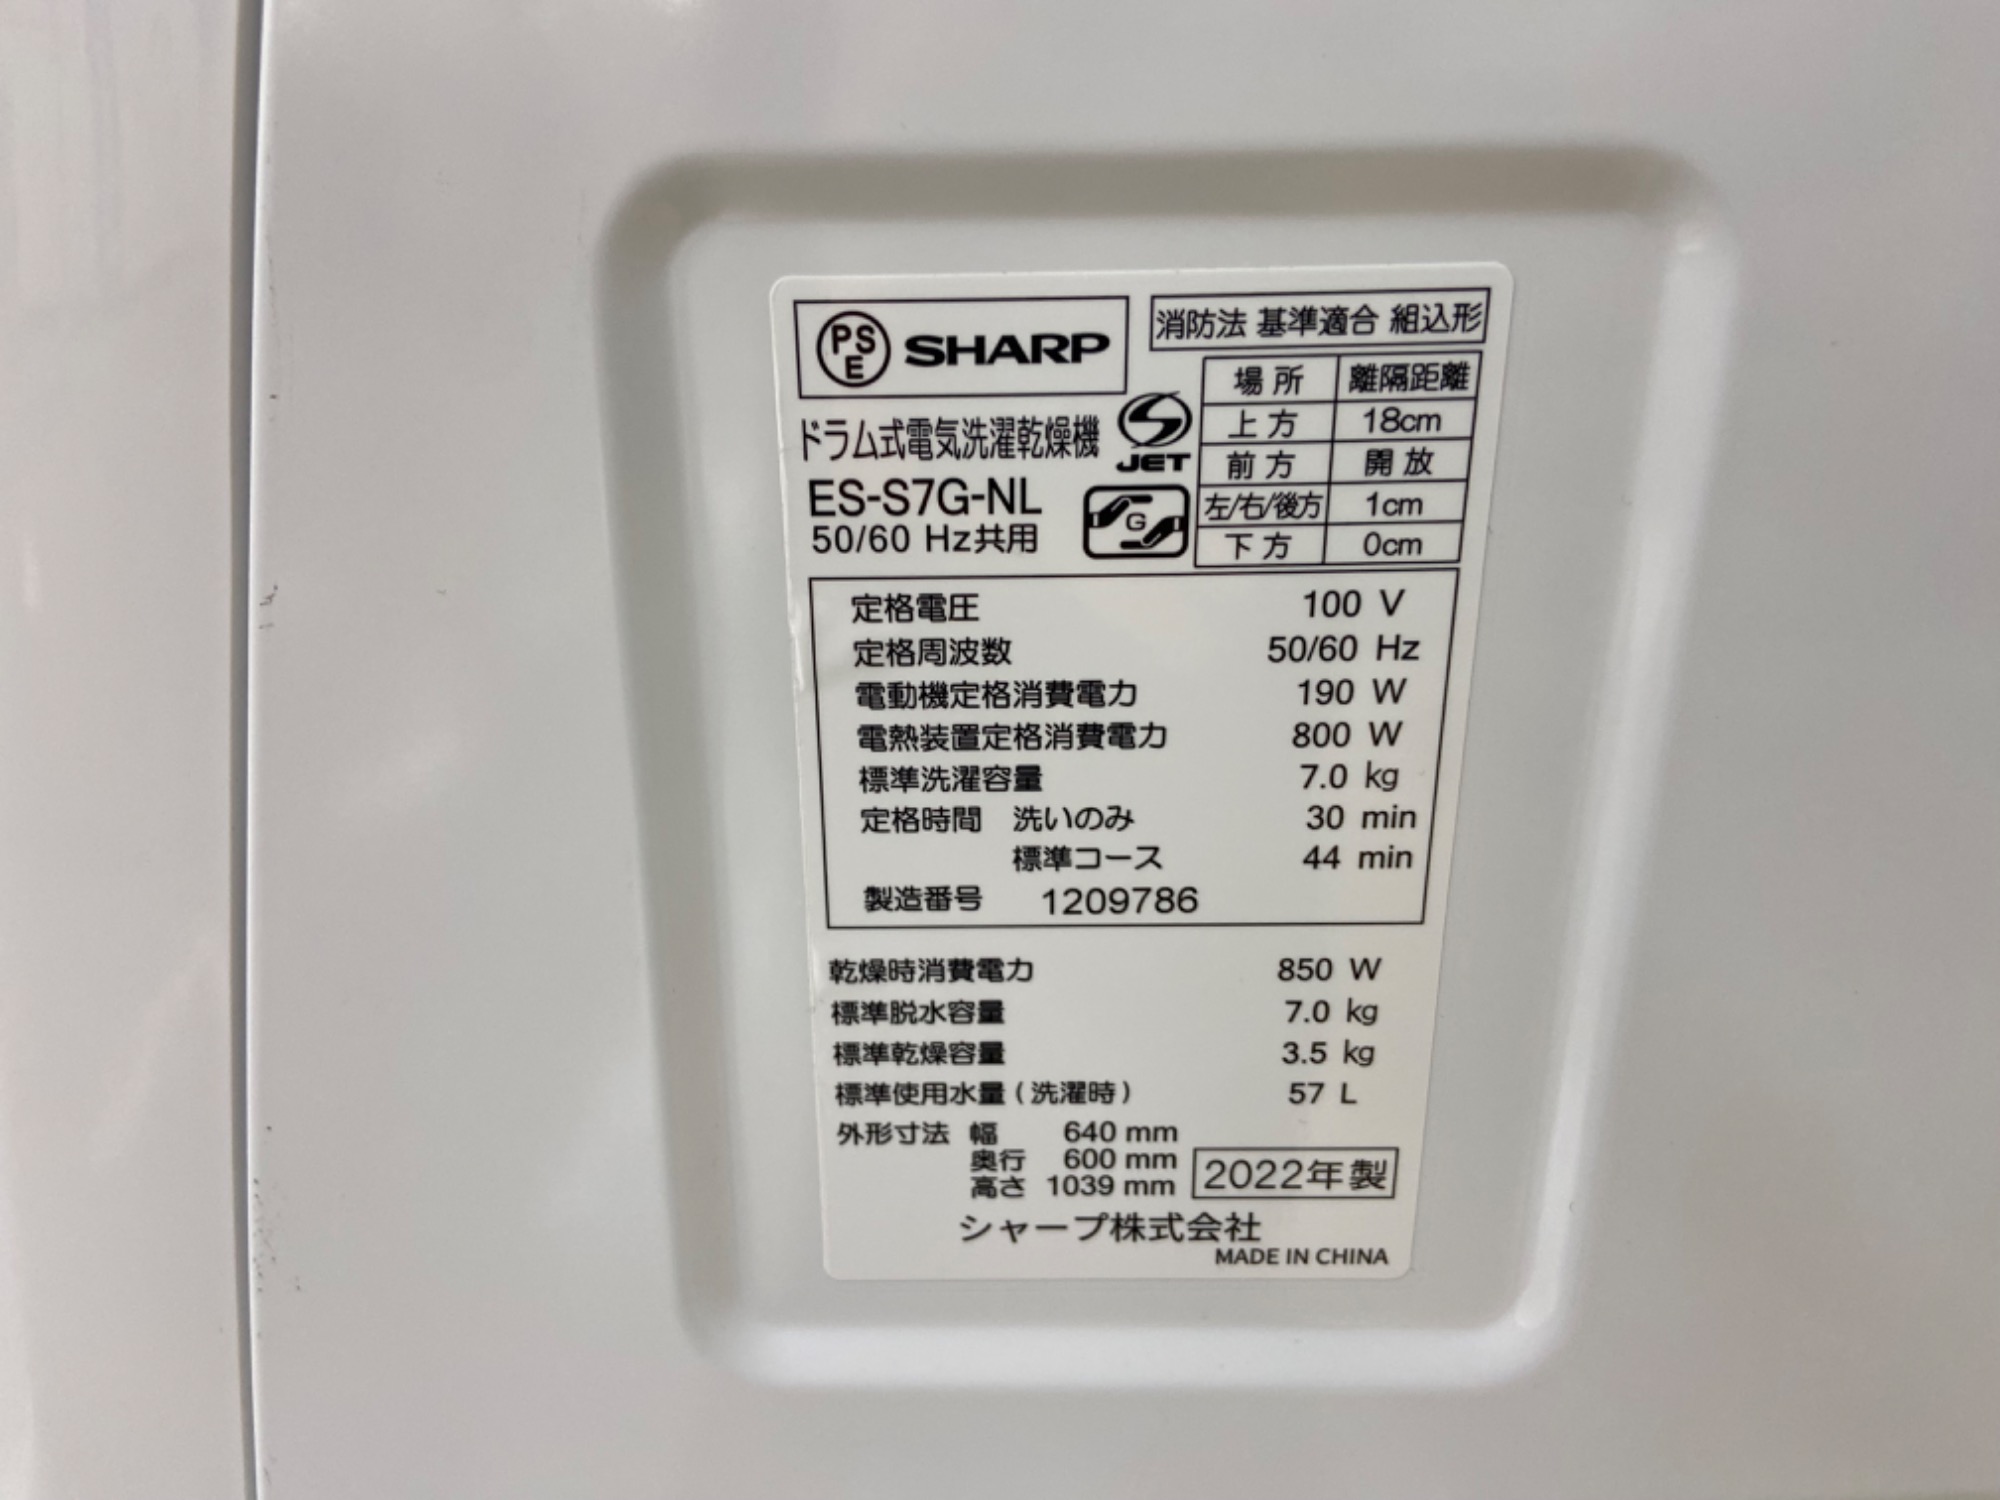 PSE SHARP
消防法 基準適合 組込形
場所 離隔距離
上方 18cm
前方 開放
左/右/後方 1cm
下方 0cm
ドラム式電気洗濯乾燥機
JET
ES-S7G-NL
G
50/60 Hz共用
定格電圧 100 V
定格周波数 50/60 Hz
電動機定格消費電力 190 W
電熱装置定格消費電力 800 W
標準洗濯容量 7.0 kg
定格時間 洗いのみ 30 min
標準コース 44 min
製造番号 1209786
乾燥時消費電力 850 W
標準脱水容量 7.0 kg
標準乾燥容量 3.5 kg
標準使用水量(洗濯時) 57 L
外形寸法 幅 640 mm
奥行 600 mm
高さ 1039 mm
2022年製
シャープ株式会社
MADE IN CHINA